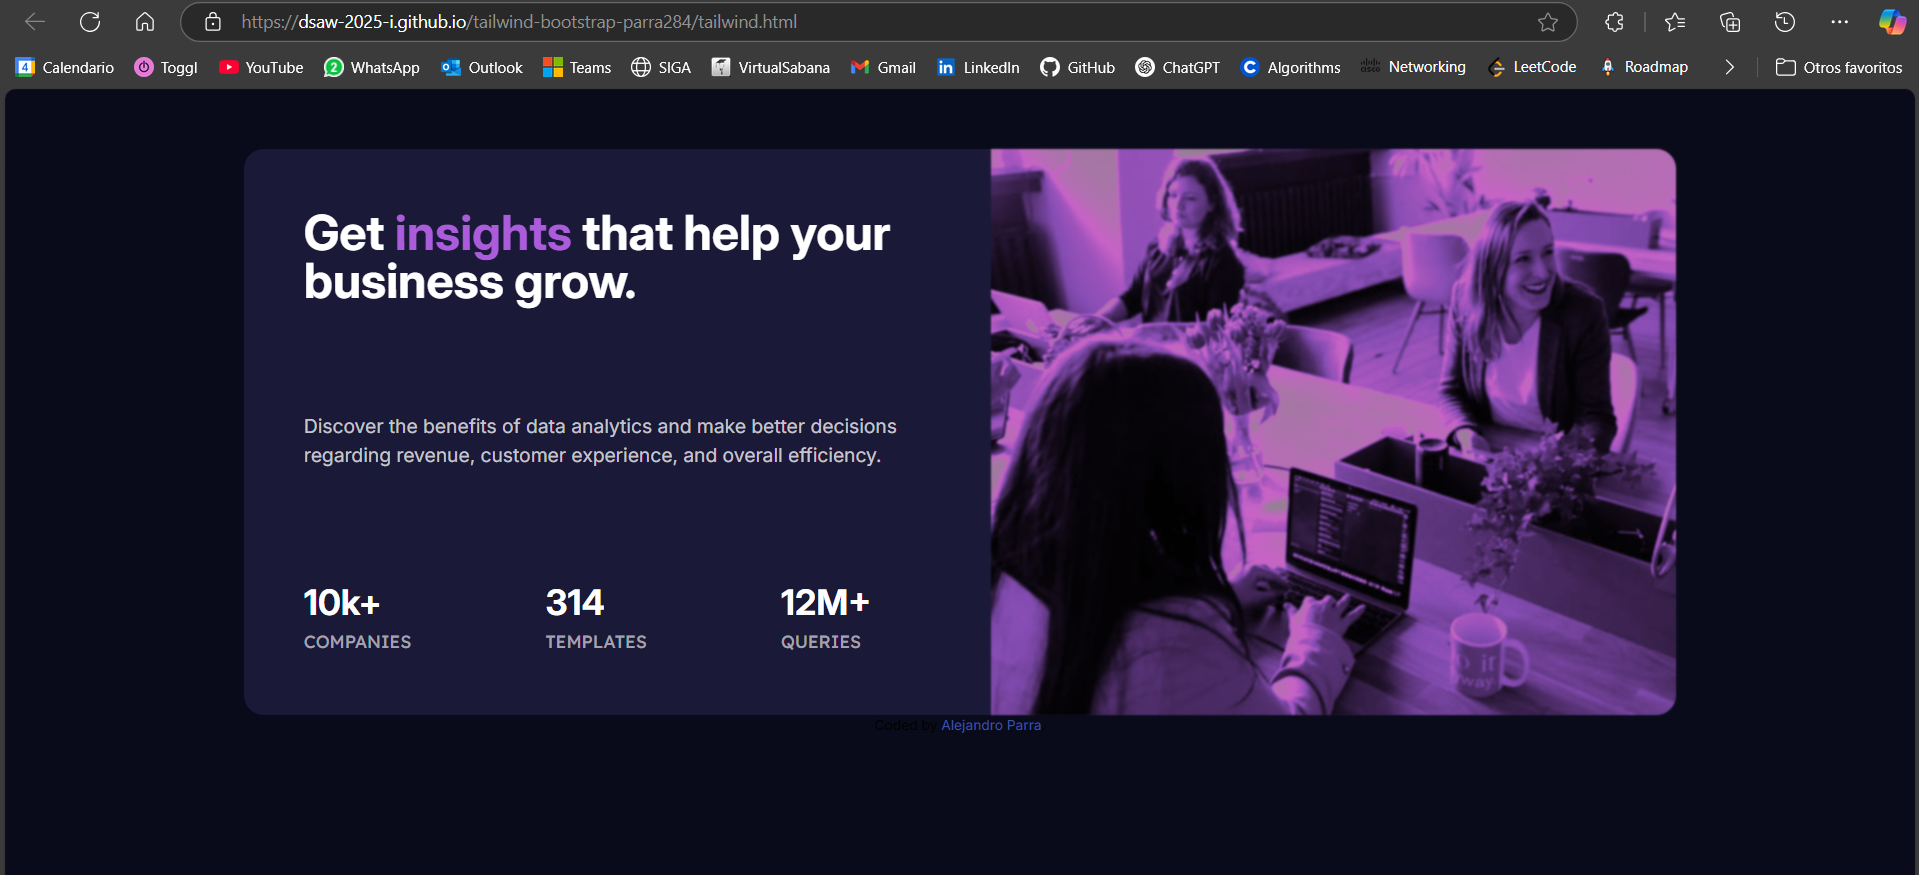 https://dsaw-2025-i.github.io/tailwind-bootstrap-parra284/tailwind.html
4 Calendario Toggl YouTube 2 WhatsApp Outlook Teams SIGA VirtualSabana Gmail LinkedIn GitHub ChatGPT Algorithms Networking LeetCode Roadmap Otros favoritos
Get insights that help your
business grow.
Discover the benefits of data analytics and make better decisions
regarding revenue, customer experience, and overall efficiency.
10k+ 314 12M+
COMPANIES TEMPLATES QUERIES
Coded by Alejandro Parra